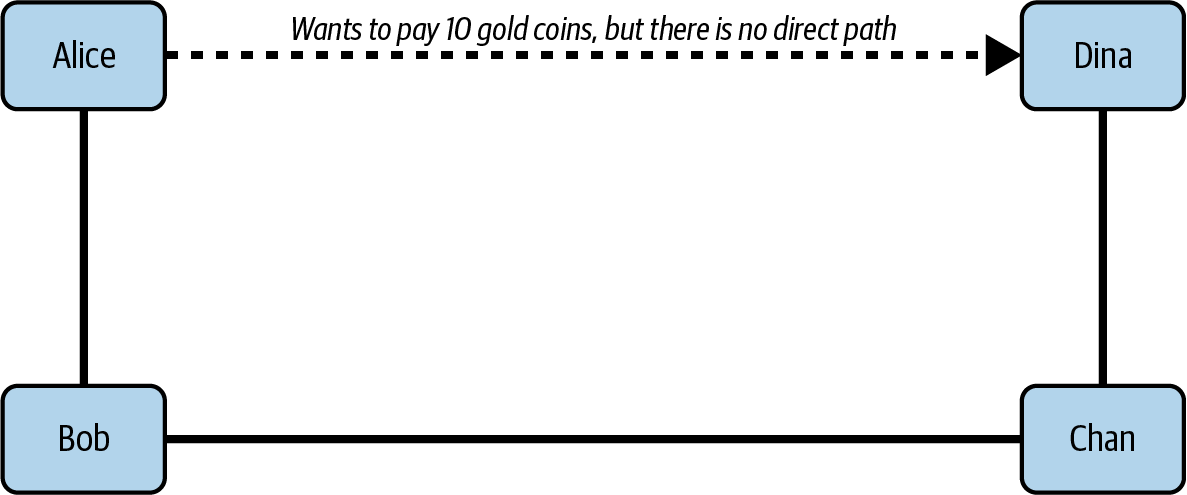 Alice
Wants to pay 10 gold coins, but there is no direct path
Dina
Bob
Chan